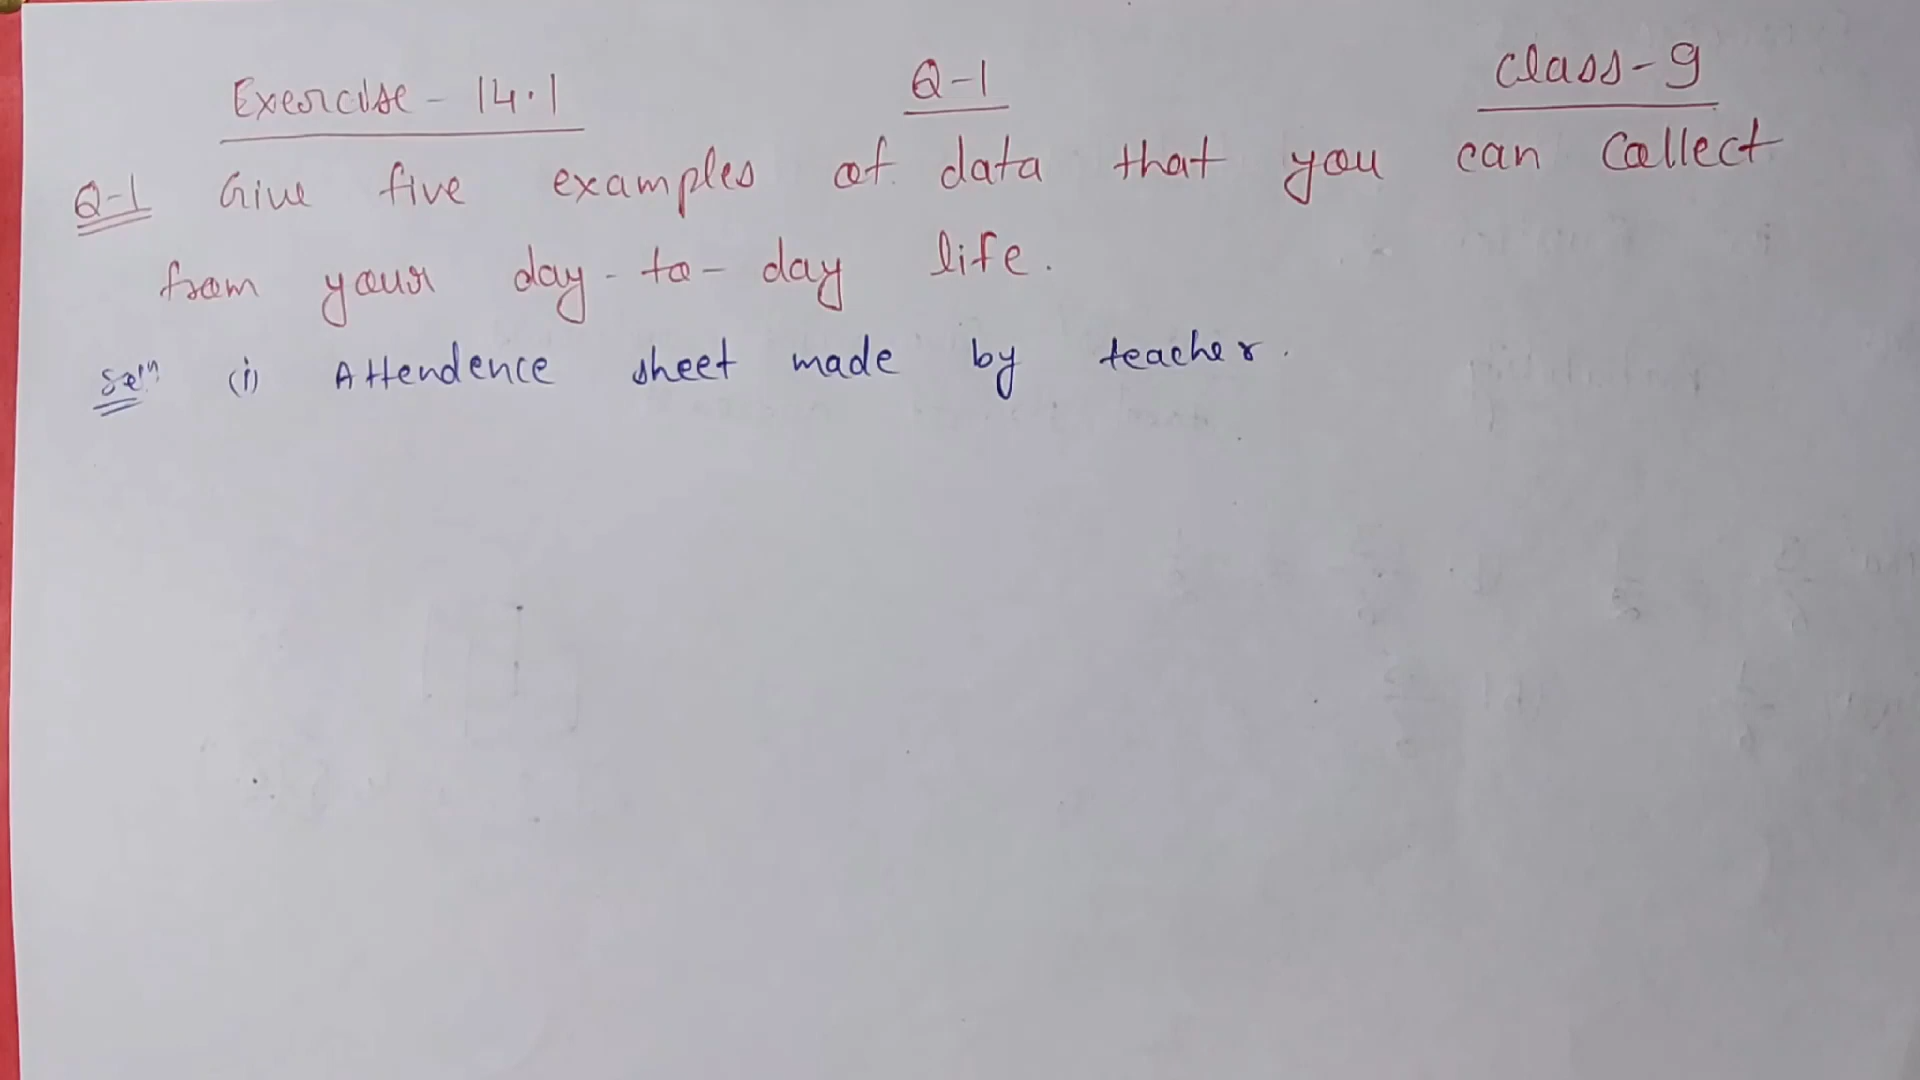 Exercise - 14.1 Q-1 class-9
Q-1 Give five examples of data that you can collect
from your day-to-day life.
Sol^n (i) Attendence sheet made by teacher.